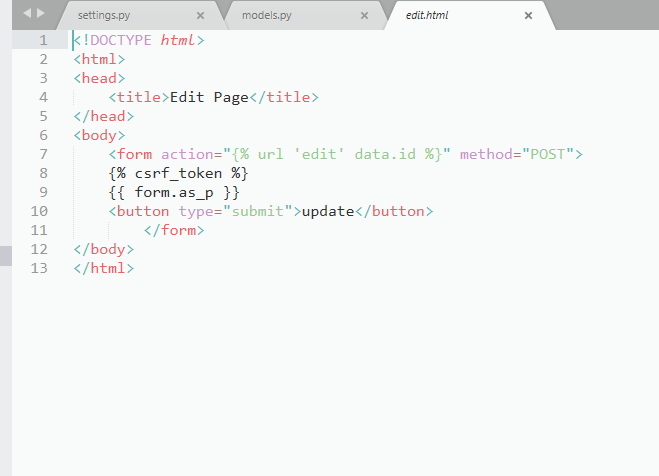 settings.py × models.py × edit.html ×
1 <!DOCTYPE html>
2 <html>
3 <head>
4 <title>Edit Page</title>
5 </head>
6 <body>
7 <form action="{% url 'edit' data.id %}" method="POST">
8 {% csrf_token %}
9 {{ form.as_p }}
10 <button type="submit">update</button>
11 </form>
12 </body>
13 </html>